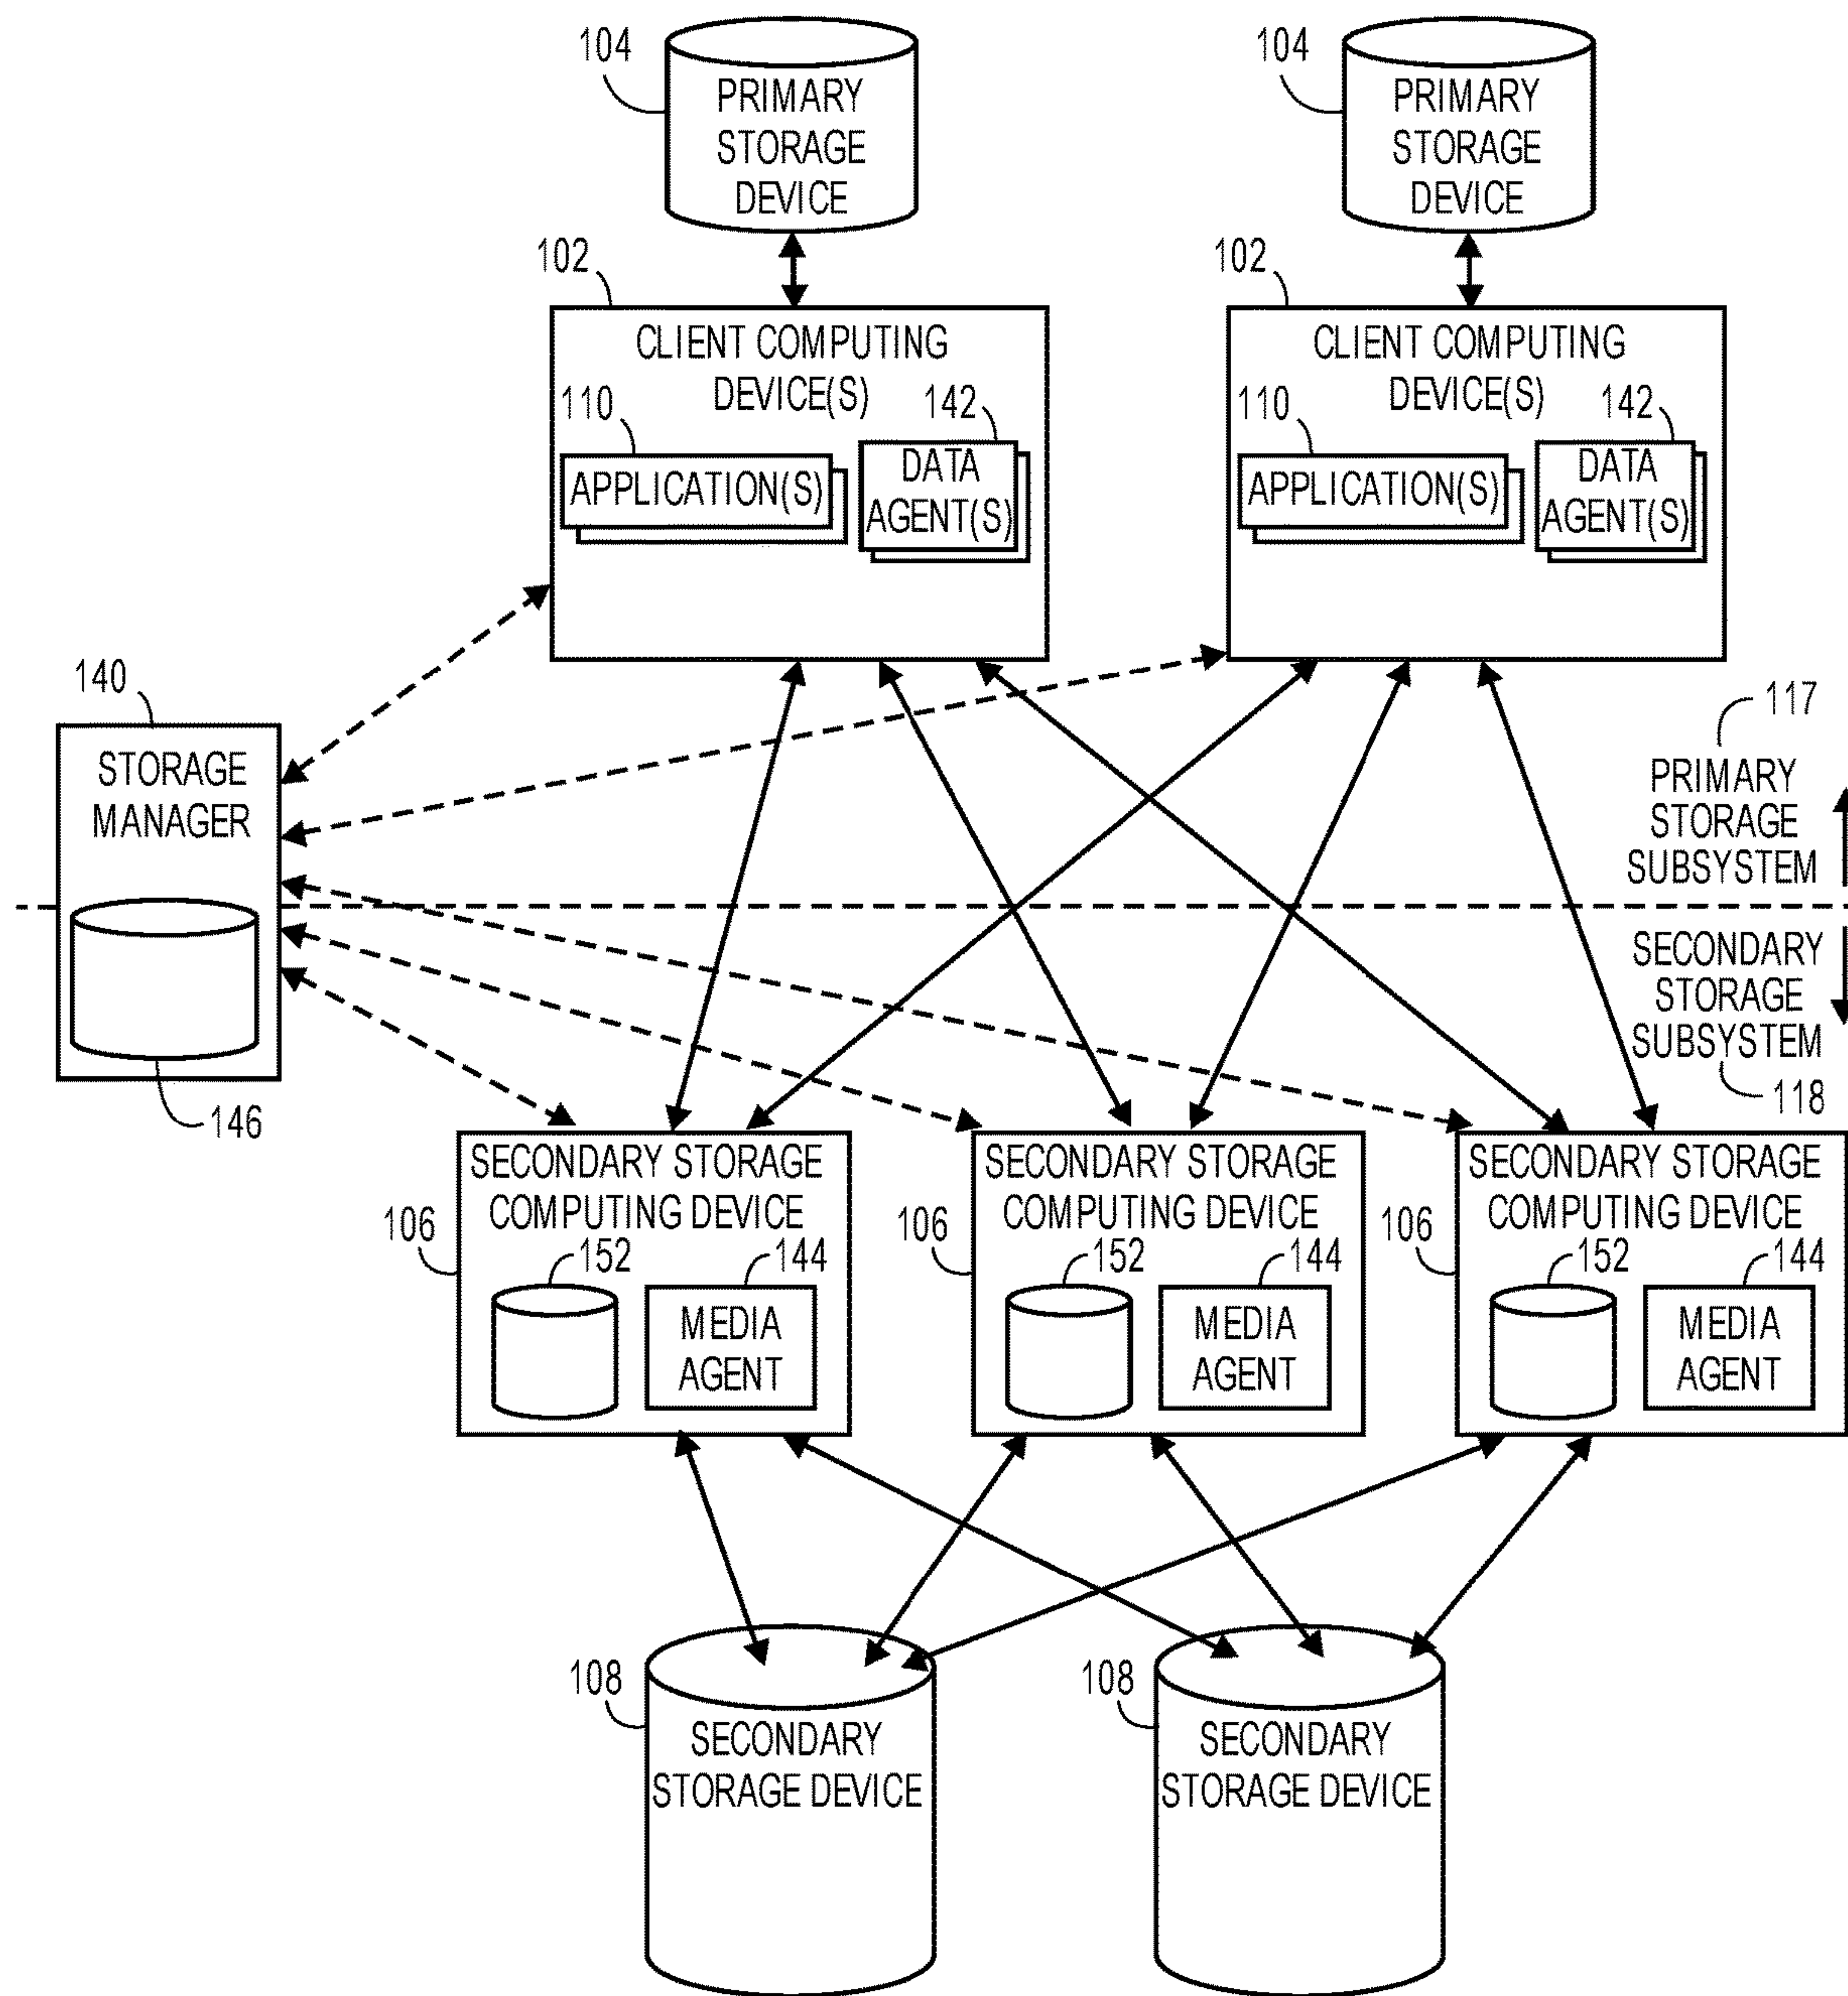 104
PRIMARY
STORAGE
DEVICE
104
PRIMARY
STORAGE
DEVICE
102
CLIENT COMPUTING
DEVICE(S)
110
142
APPLICATION(S)
DATA
AGENT(S)
102
CLIENT COMPUTING
DEVICE(S)
110
142
APPLICATION(S)
DATA
AGENT(S)
140
STORAGE
MANAGER
146
117
PRIMARY
STORAGE
SUBSYSTEM
SECONDARY
STORAGE
SUBSYSTEM
118
SECONDARY STORAGE
COMPUTING DEVICE
106
152
144
MEDIA
AGENT
SECONDARY STORAGE
COMPUTING DEVICE
106
152
144
MEDIA
AGENT
SECONDARY STORAGE
COMPUTING DEVICE
106
152
144
MEDIA
AGENT
108
SECONDARY
STORAGE DEVICE
108
SECONDARY
STORAGE DEVICE